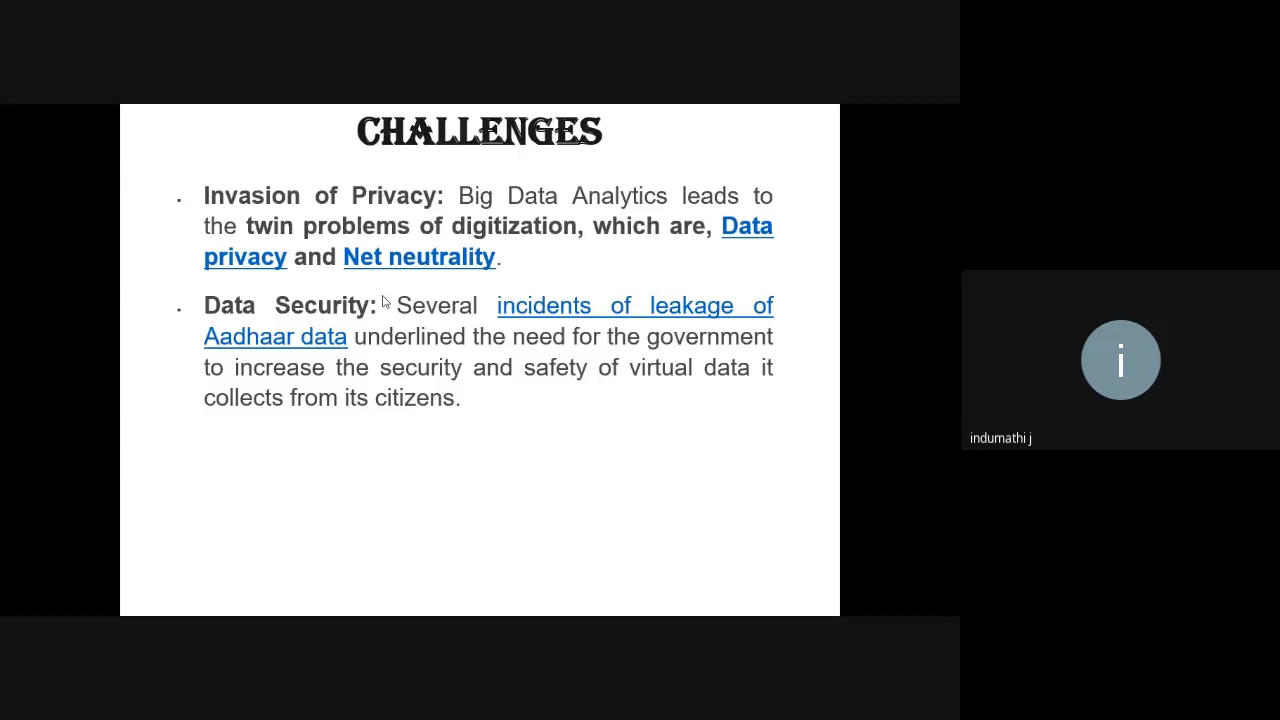 CHALLENGES
. Invasion of Privacy: Big Data Analytics leads to
the twin problems of digitization, which are, Data
privacy and Net neutrality.
. Data Security: Several incidents of leakage of
Aadhaar data underlined the need for the government
to increase the security and safety of virtual data it
collects from its citizens.
i
indumathi j